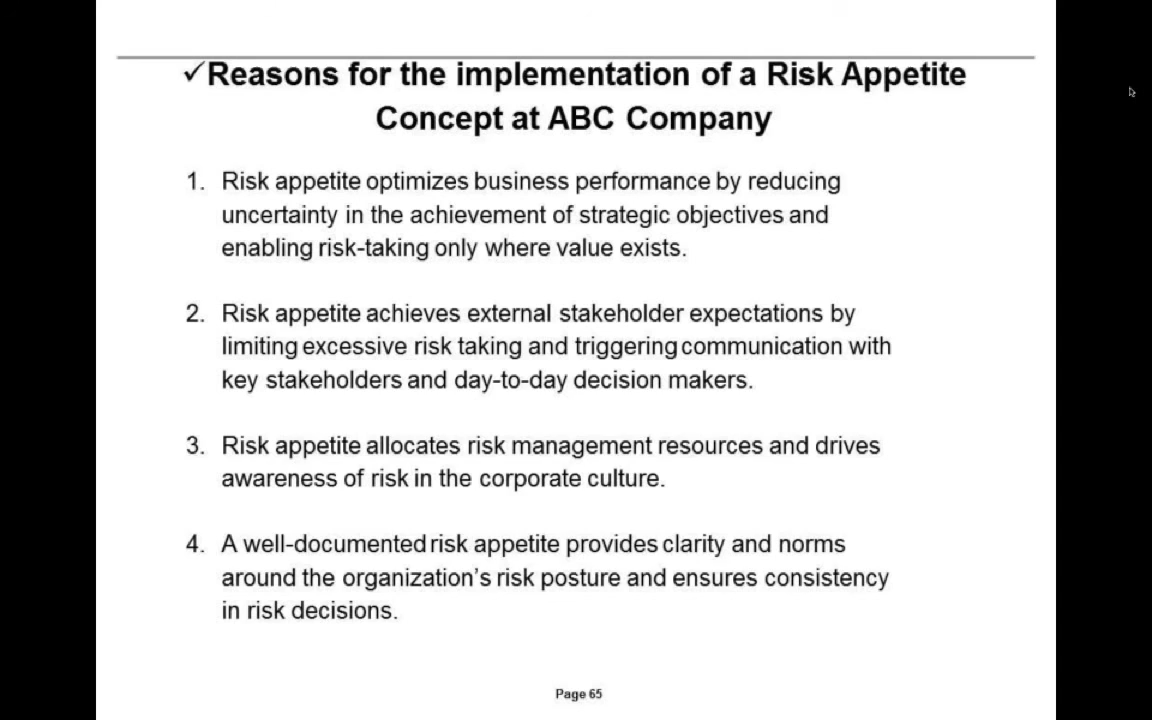 ✓Reasons for the implementation of a Risk Appetite
Concept at ABC Company
1. Risk appetite optimizes business performance by reducing
uncertainty in the achievement of strategic objectives and
enabling risk-taking only where value exists.
2. Risk appetite achieves external stakeholder expectations by
limiting excessive risk taking and triggering communication with
key stakeholders and day-to-day decision makers.
3. Risk appetite allocates risk management resources and drives
awareness of risk in the corporate culture.
4. A well-documented risk appetite provides clarity and norms
around the organization's risk posture and ensures consistency
in risk decisions.
Page 65